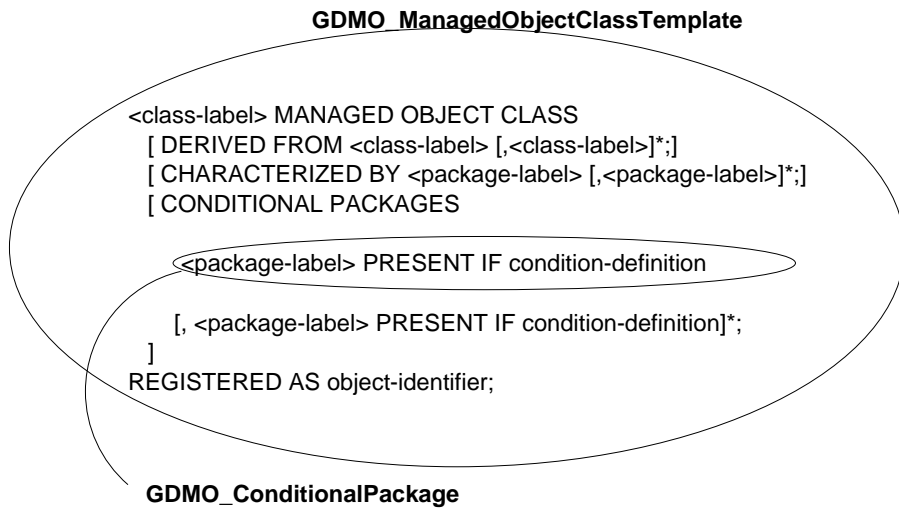 GDMO_ManagedObjectClassTemplate
<class-label> MANAGED OBJECT CLASS
[ DERIVED FROM <class-label> [,<class-label>]*;]
[ CHARACTERIZED BY <package-label> [,<package-label>]*;]
[ CONDITIONAL PACKAGES
<package-label> PRESENT IF condition-definition
[, <package-label> PRESENT IF condition-definition]*;
]
REGISTERED AS object-identifier;
GDMO_ConditionalPackage